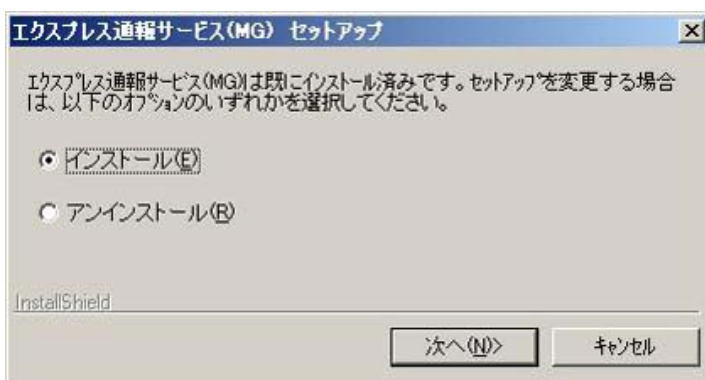 エクスプレス通報サービス(MG) セットアップ
エクスプレス通報サービス(MG)は既にインストール済みです。セットアップを変更する場合
は、以下のオプションのいずれかを選択してください。
インストール(E)
アンインストール(R)
InstallShield
次へ(N)>
キャンセル